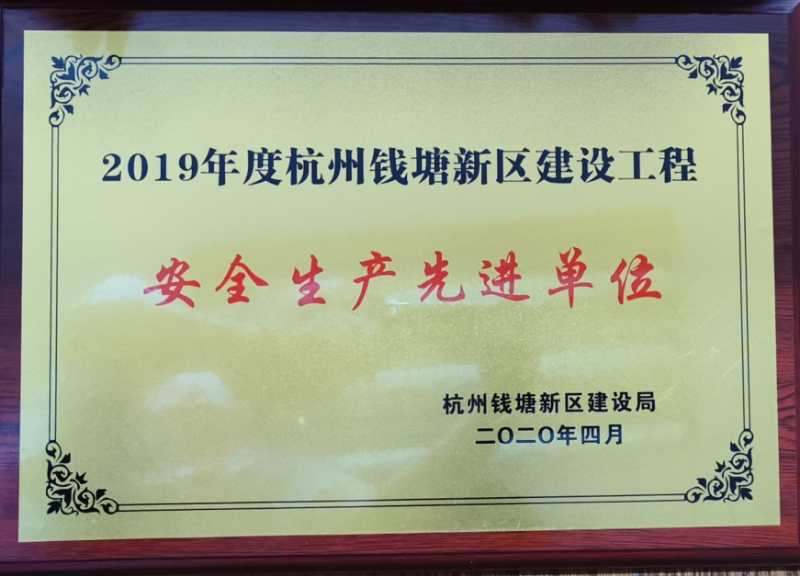 2019年度杭州钱塘新区建设工程
安全生产先进单位
杭州钱塘新区建设局
二〇二〇年四月